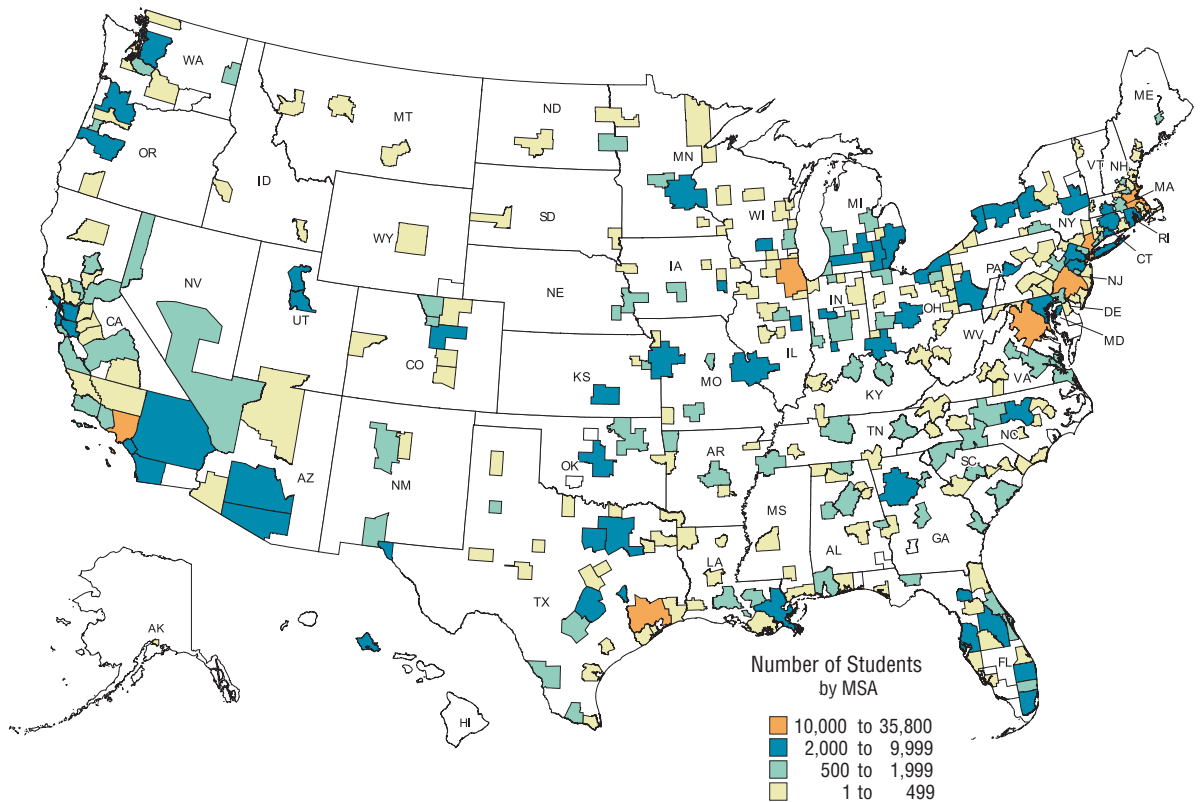 WA
OR
ID
MT
ND
MN
SD
WY
NE
IA
WI
MI
NV
UT
CO
CA
KS
MO
IL
IN
OH
PA
NY
VT
NH
ME
MA
RI
CT
NJ
DE
MD
WV
VA
KY
TN
NC
SC
GA
AL
MS
AR
LA
OK
TX
NM
AZ
FL
AK
HI
Number of Students
by MSA
10,000 to 35,800
2,000 to 9,999
500 to 1,999
1 to 499